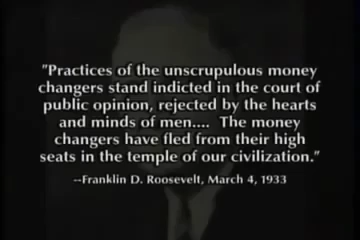 "Practices of the unscrupulous money
changers stand indicted in the court of
public opinion, rejected by the hearts
and minds of men.... The money
changers have fled from their high
seats in the temple of our civilization."
--Franklin D. Roosevelt, March 4, 1933